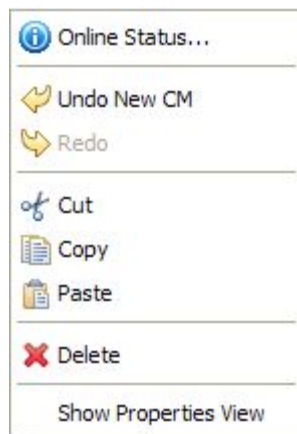 Online Status...
Undo New CM
Redo
Cut
Copy
Paste
Delete
Show Properties View